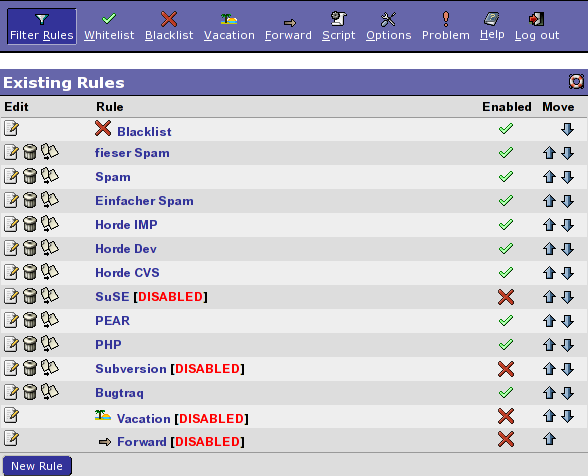 Filter Rules Whitelist Blacklist Vacation Forward Script Options Problem Help Log out
Existing Rules
Edit Rule Enabled Move
Blacklist
fieser Spam
Spam
Einfacher Spam
Horde IMP
Horde Dev
Horde CVS
SuSE [DISABLED]
PEAR
PHP
Subversion [DISABLED]
Bugtraq
Vacation [DISABLED]
Forward [DISABLED]
New Rule